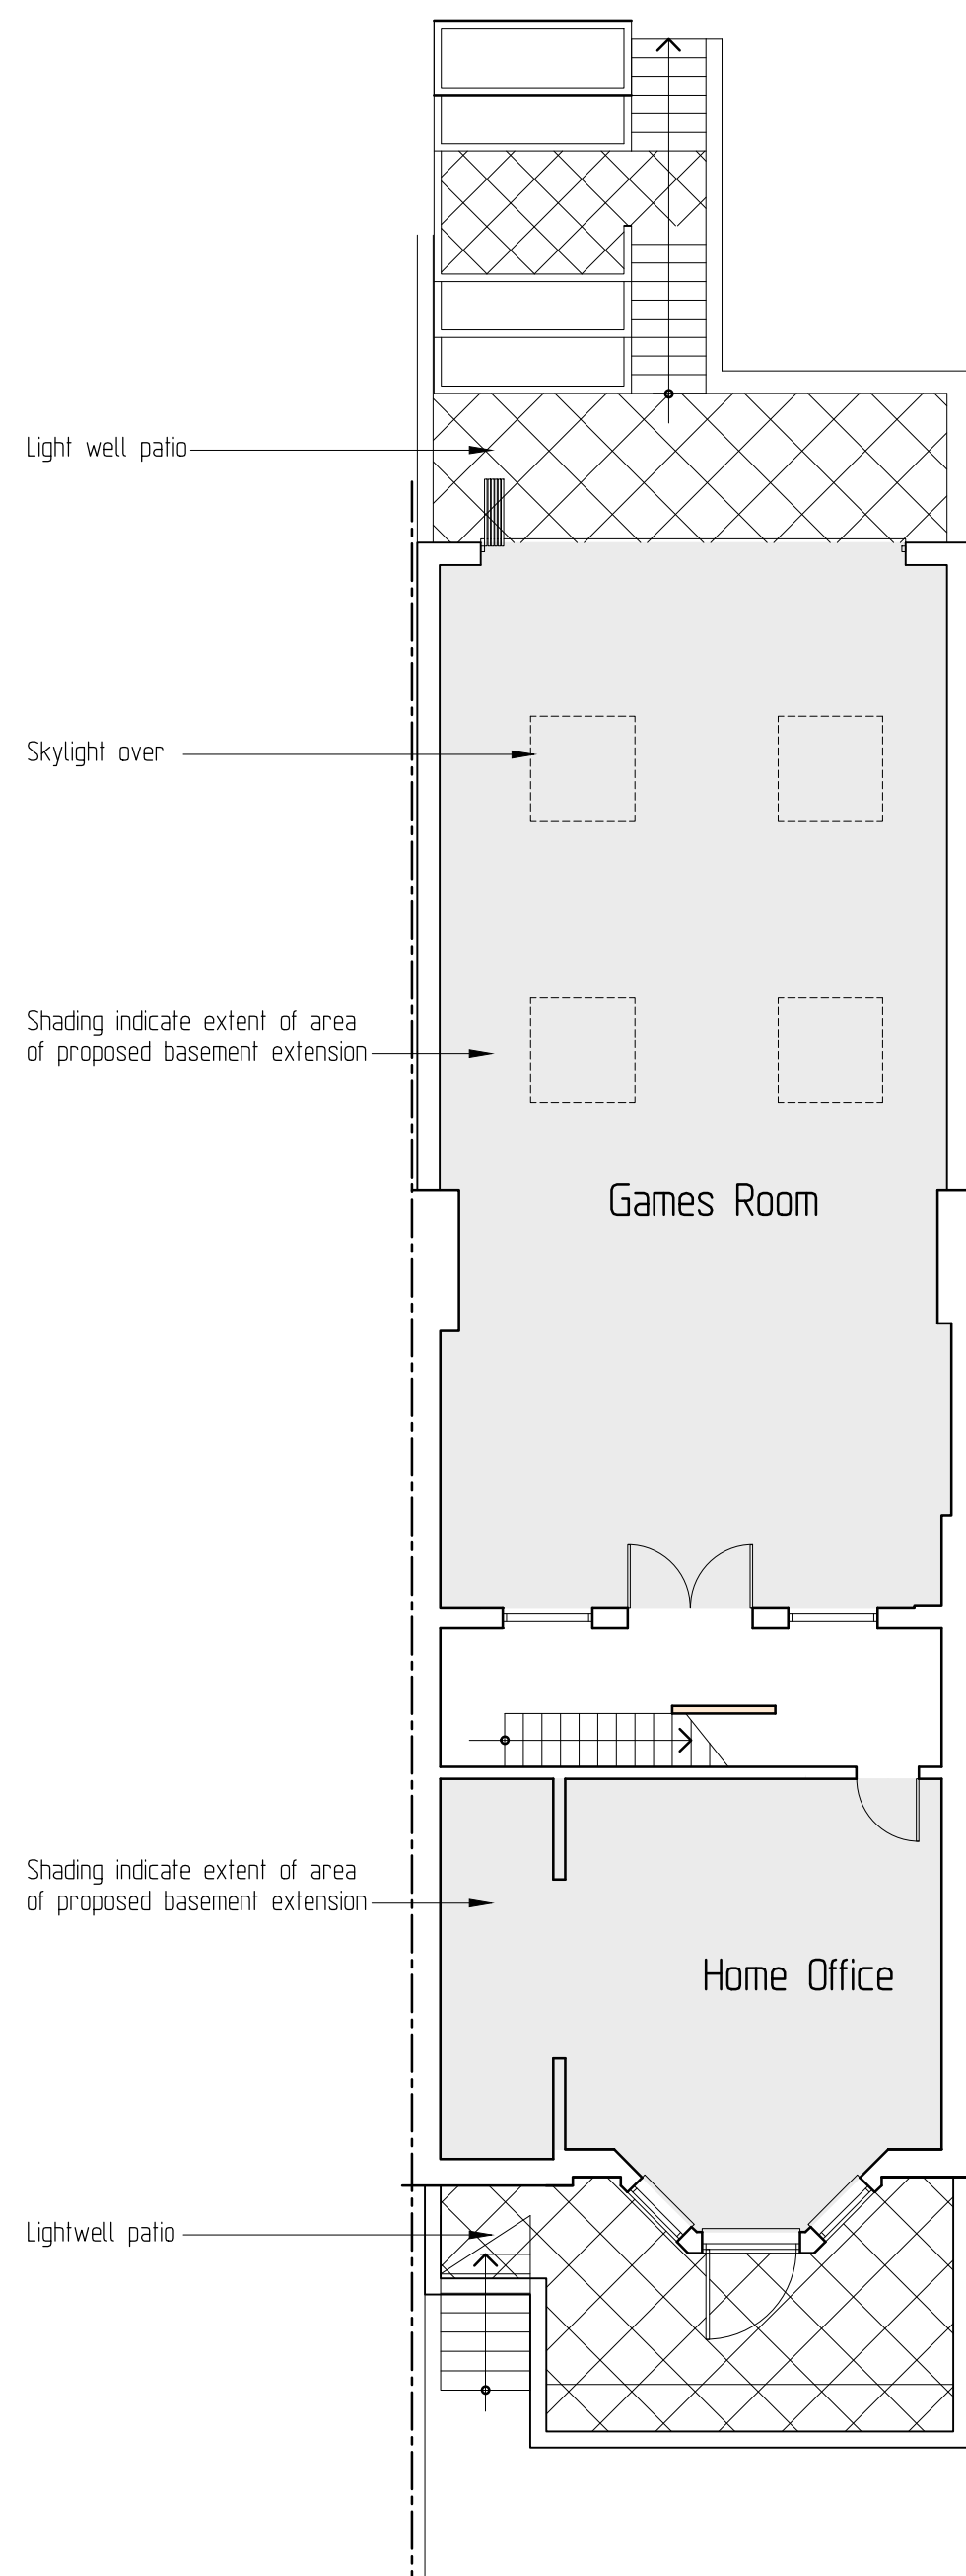 Light well patio
Skylight over
Shading indicate extent of area
of proposed basement extension
Games Room
Shading indicate extent of area
of proposed basement extension
Home Office
Lightwell patio